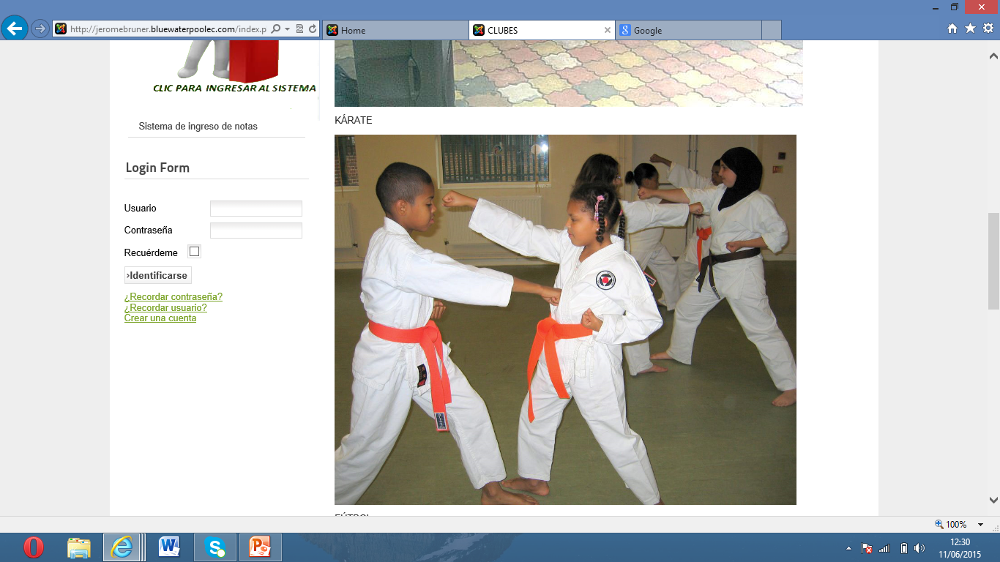 http://jeromebruner.bluewaterpoolec.com/index.p
Home
CLUBES
Google
CLIC PARA INGRESAR AL SISTEMA
Sistema de ingreso de notas
Login Form
Usuario
Contraseña
Recuérdeme
›Identificarse
¿Recordar contraseña?
¿Recordar usuario?
Crear una cuenta
KÁRATE
FÚTBOL
100%
12:30
11/06/2015